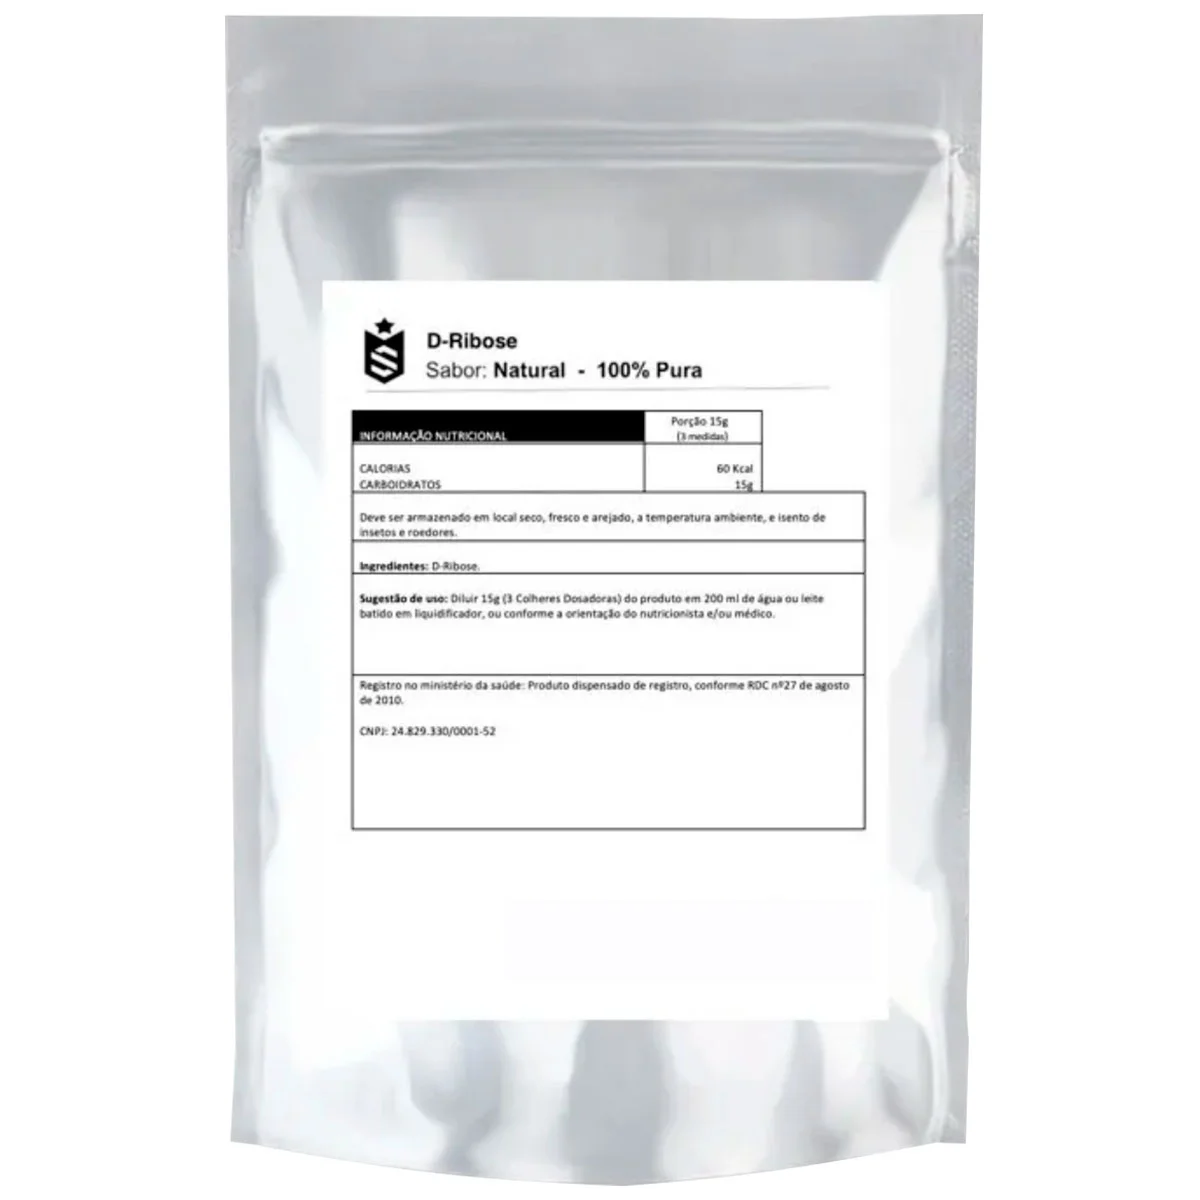 D-Ribose
Sabor: Natural - 100% Pura
INFORMAÇÃO NUTRICIONAL
Porção 15g
(3 medidas)
CALORIAS 60 Kcal
CARBOIDRATOS 15g
Deve ser armazenado em local seco, fresco e arejado, a temperatura ambiente, e isento de
insetos e roedores.
Ingredientes: D-Ribose.
Sugestão de uso: Diluir 15g (3 Colheres Dosadoras) do produto em 200 ml de água ou leite
batido em liquidificador, ou conforme a orientação do nutricionista e/ou médico.
Registro no ministério da saúde: Produto dispensado de registro, conforme RDC nº27 de agosto
de 2010.
CNPJ: 24.829.330/0001-52